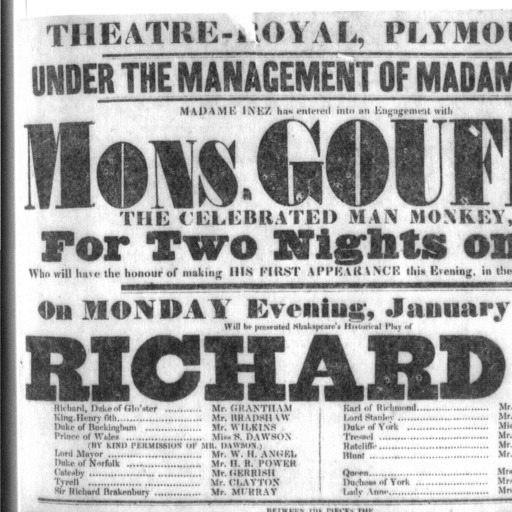 THEATRE-ROYAL, PLYMOU
UNDER THE MANAGEMENT OF MADAM
MADAME INEZ has entered into an Engagement with
MONS. GOUF
THE CELEBRATED MAN MONKEY,
For Two Nights on
Who will have the honour of making HIS FIRST APPEARANCE this Evening, in the
On MONDAY Evening, January
Will be presented Shakspeare's Historical Play of
RICHARD
Richard, Duke of Glo'ster ............ Mr. GRANTHAM
King Henry 6th ............ Mr. BRADSHAW
Duke of Buckingham ............ Mr. WILKINS
Prince of Wales ............ Miss S. DAWSON
(BY KIND PERMISSION OF MR. DAWSON.)
Lord Mayor ............ Mr. W. H. ANGEL
Duke of Norfolk ............ Mr. H. R. POWER
Catesby ............ Mr. GERRISH
Tyrell ............ Mr. CLAYTON
Sir Richard Brakenbury ............ Mr. MURRAY
Earl of Richmond ............ Mr.
Lord Stanley ............ Mr.
Duke of York ............
Tressel ............ Mr.
Ratcliffe ............ Mr.
Blunt ............ Mr.
Queen ............ Mrs
Duchess of York ............ Mrs
Lady Anne ............ Mrs
BETWEEN THE PIECES THE